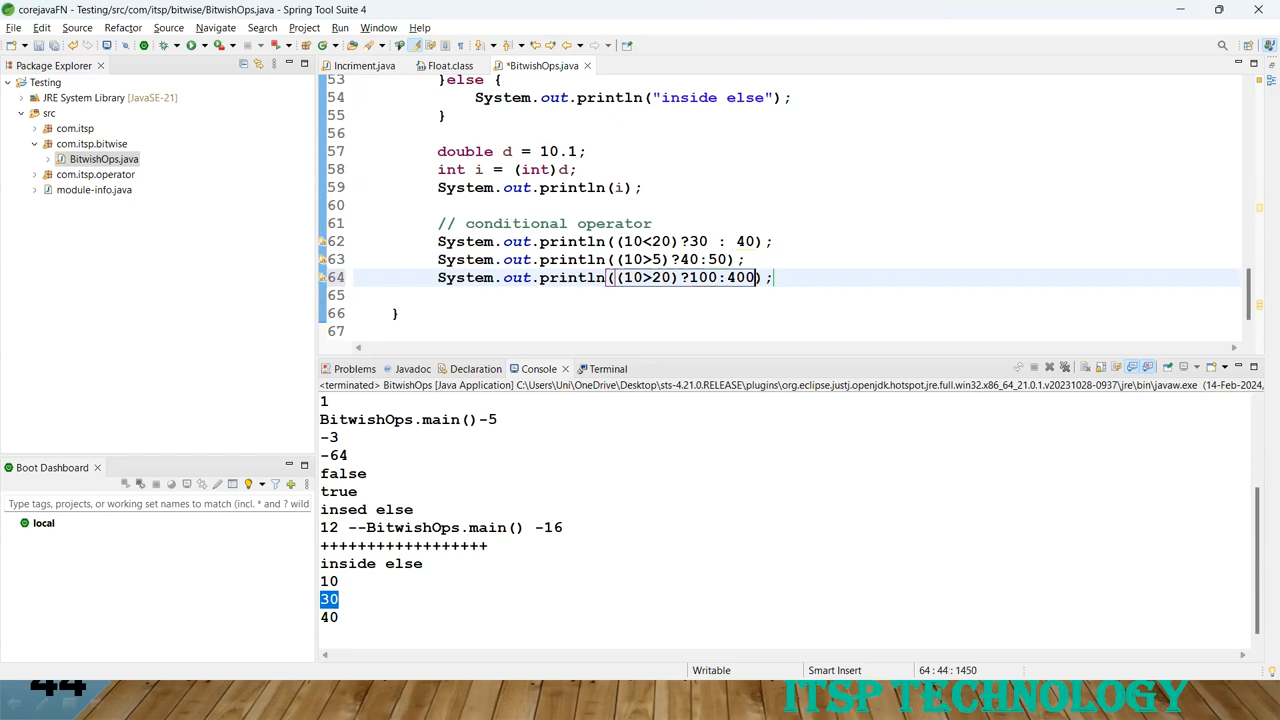 corejavaFN - Testing/src/com/itsp/bitwise/BitwishOps.java - Spring Tool Suite 4
File Edit Source Refactor Source Navigate Search Project Run Window Help
Package Explorer
Incriment.java Float.class *BitwishOps.java
Testing
JRE System Library [JavaSE-21]
src
com.itsp
com.itsp.bitwise
BitwishOps.java
com.itsp.operator
module-info.java
53 }else {
54 System.out.println("inside else");
55 }
56
57 double d = 10.1;
58 int i = (int)d;
59 System.out.println(i);
60
61 // conditional operator
62 System.out.println((10<20)?30 : 40);
63 System.out.println((10>5)?40:50);
64 System.out.println((10>20)?100:400);
65
66 }
67
Problems Javadoc Declaration Console Terminal
<terminated> BitwishOps [Java Application] C:\Users\Uni\OneDrive\Desktop\sts-4.21.0.RELEASE\plugins\org.eclipse.justj.openjdk.hotspot.jre.full.win32.x86_64_21.0.1.v20231028-0937\jre\bin\javaw.exe (14-Feb-2024,
1
BitwishOps.main()-5
-3
-64
false
true
insed else
12 --BitwishOps.main() -16
++++++++++++++++++
inside else
10
30
40
Boot Dashboard
Type tags, projects, or working set names to match (incl. * and ? wild
local
Writable Smart Insert 64 : 44 : 1450
44
ITSP TECHNOLOGY